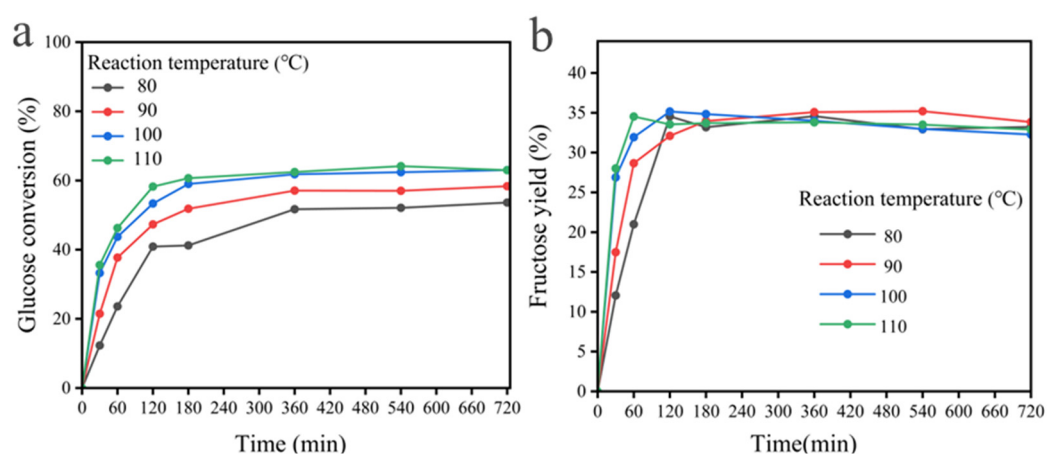 a
Glucose conversion (%)
100
80
60
40
20
0
Reaction temperature (℃)
80
90
100
110
0 60 120 180 240 300 360 420 480 540 600 660 720
Time (min)
b
Fructose yield (%)
40
35
30
25
20
15
10
5
0
Reaction temperature (℃)
80
90
100
110
0 60 120 180 240 300 360 420 480 540 600 660 720
Time(min)